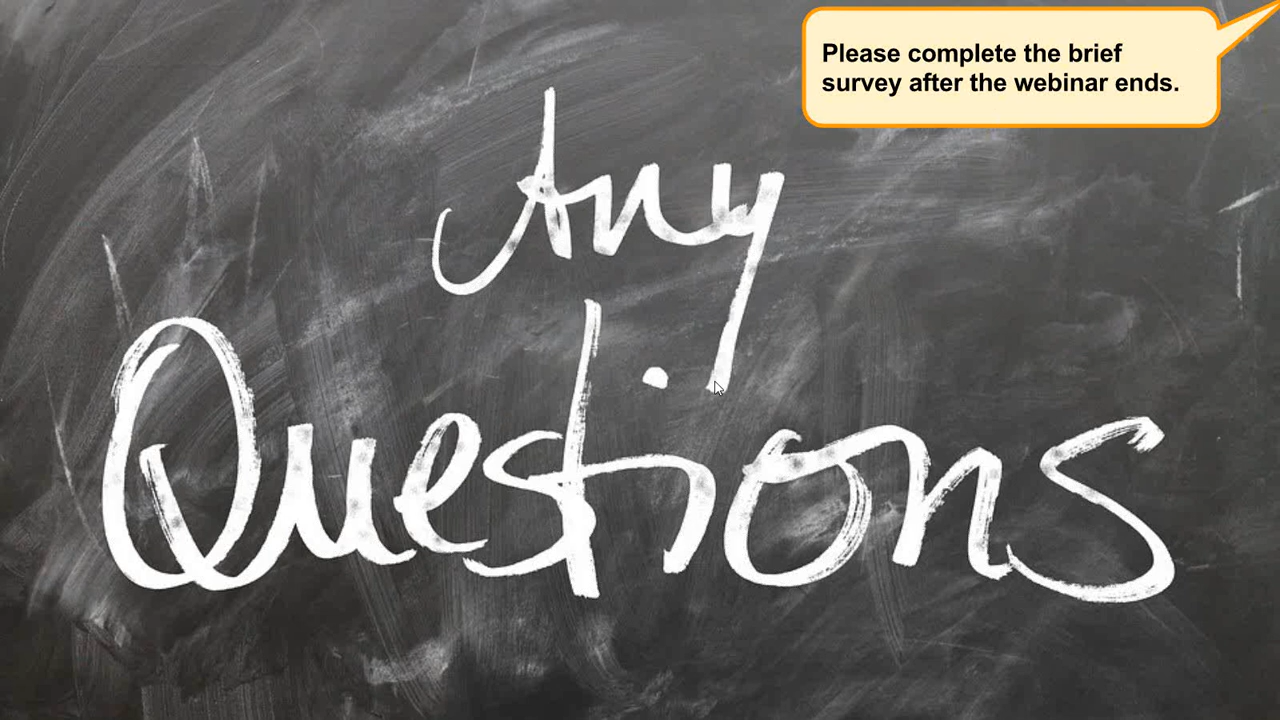 Please complete the brief
survey after the webinar ends.
Any
Questions